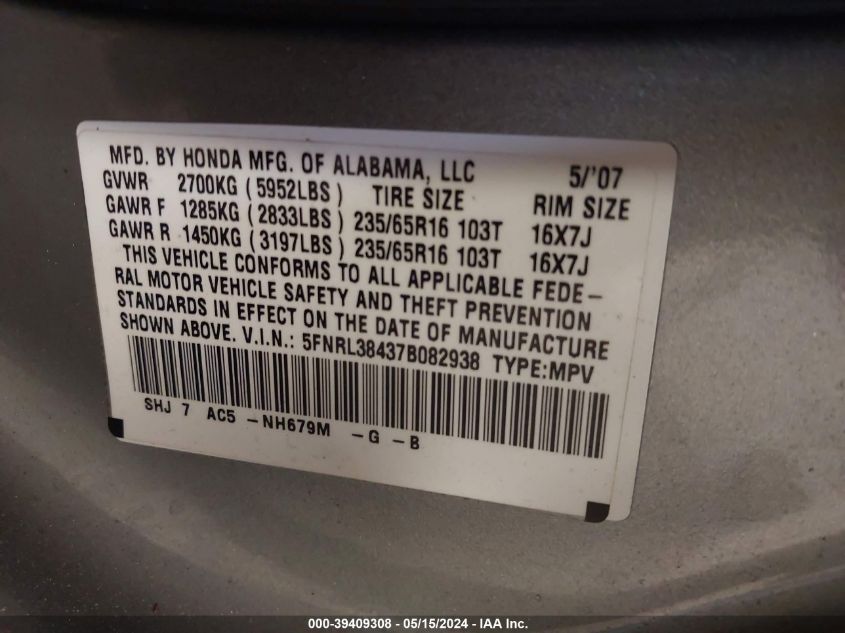 MFD. BY HONDA MFG. OF ALABAMA, LLC 5/'07
GVWR 2700KG (5952LBS) TIRE SIZE RIM SIZE
GAWR F 1285KG (2833LBS) 235/65R16 103T 16X7J
GAWR R 1450KG (3197LBS) 235/65R16 103T 16X7J
THIS VEHICLE CONFORMS TO ALL APPLICABLE FEDE-
RAL MOTOR VEHICLE SAFETY AND THEFT PREVENTION
STANDARDS IN EFFECT ON THE DATE OF MANUFACTURE
SHOWN ABOVE. V.I.N.: 5FNRL38437B082938 TYPE:MPV
SHJ 7 AC5 -NH679M -G -B
000-39409308 - 05/15/2024 - IAA Inc.